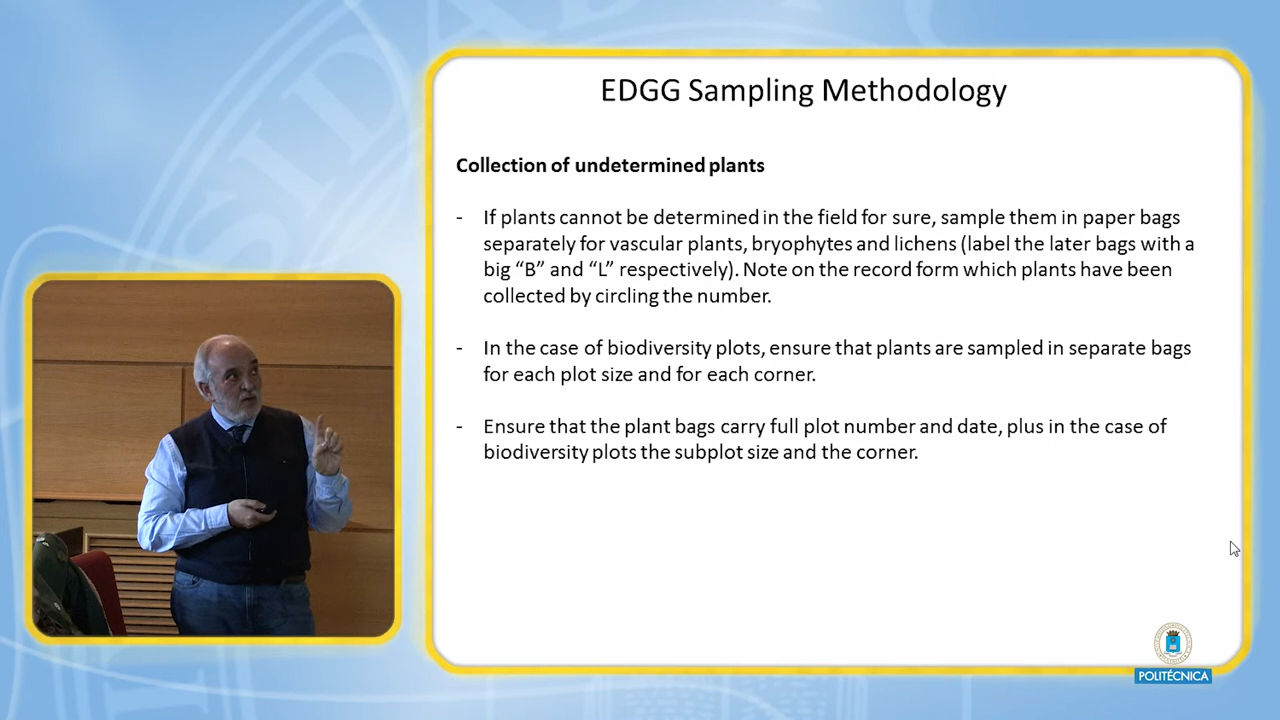 EDGG Sampling Methodology
Collection of undetermined plants
- If plants cannot be determined in the field for sure, sample them in paper bags
separately for vascular plants, bryophytes and lichens (label the later bags with a
big “B” and “L” respectively). Note on the record form which plants have been
collected by circling the number.
- In the case of biodiversity plots, ensure that plants are sampled in separate bags
for each plot size and for each corner.
- Ensure that the plant bags carry full plot number and date, plus in the case of
biodiversity plots the subplot size and the corner.
POLITÉCNICA